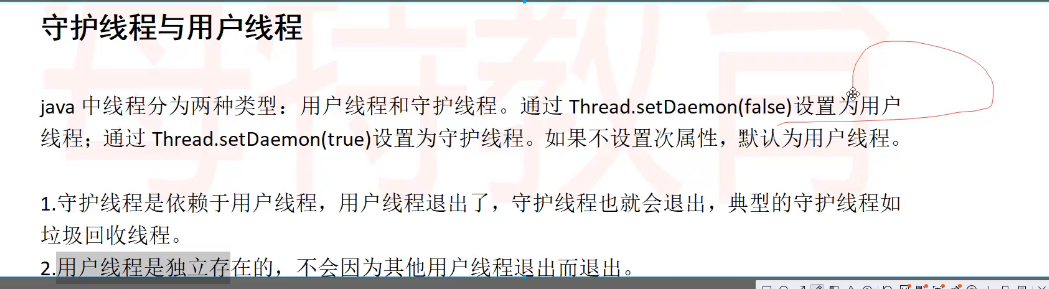 守护线程与用户线程
java 中线程分为两种类型：用户线程和守护线程。通过 Thread.setDaemon(false)设置为用户
线程；通过 Thread.setDaemon(true)设置为守护线程。如果不设置次属性，默认为用户线程。
1.守护线程是依赖于用户线程，用户线程退出了，守护线程也就会退出，典型的守护线程如
垃圾回收线程。
2.用户线程是独立存在的，不会因为其他用户线程退出而退出。
每特教育